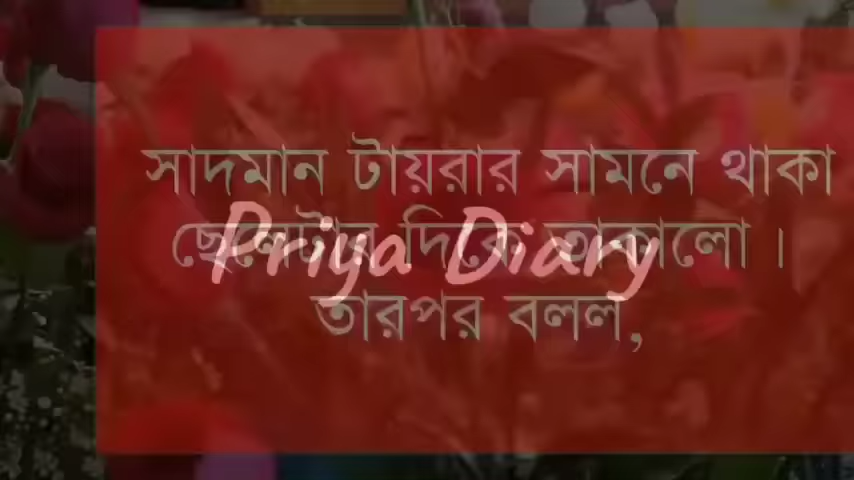 সাদমান টায়রার সামনে থাকা
ছেলেটার দিকে তাকালো ।
Priya Diary
তারপর বলল,